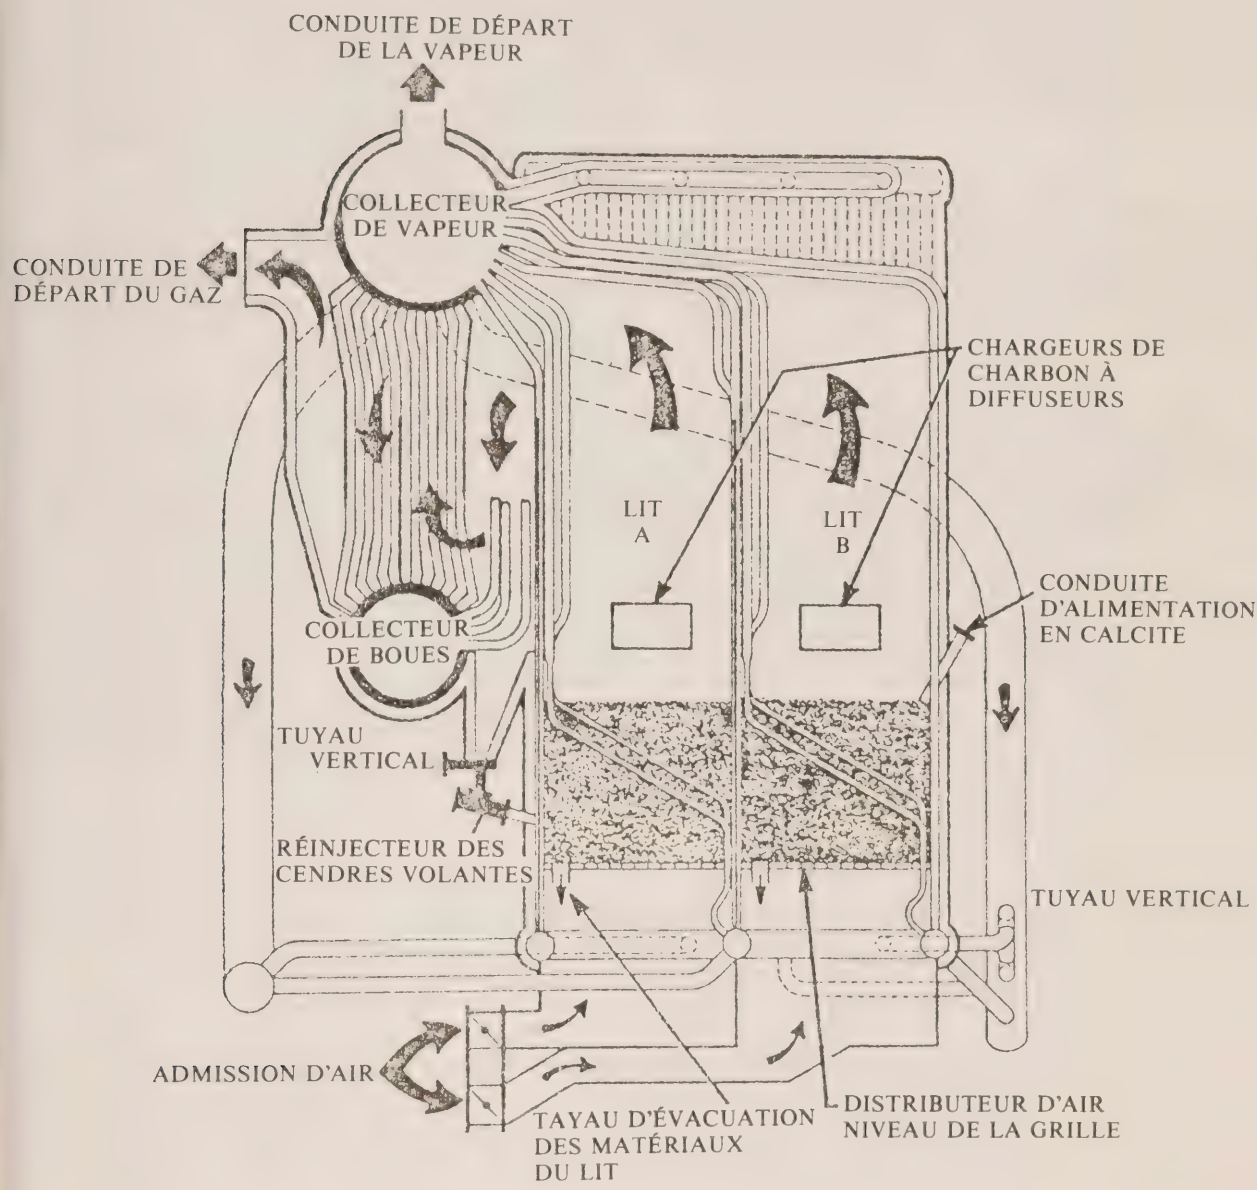 CONDUITE DE DÉPART
DE LA VAPEUR
COLLECTEUR
DE VAPEUR
CONDUITE DE
DÉPART DU GAZ
CHARGEURS DE
CHARBON À
DIFFUSEURS
LIT
A
LIT
B
CONDUITE
D'ALIMENTATION
EN CALCITE
COLLECTEUR
DE BOUES
TUYAU
VERTICAL
RÉINJECTEUR DES
CENDRES VOLANTES
TUYAU VERTICAL
ADMISSION D'AIR
TAYAU D'ÉVACUATION
DES MATÉRIAUX
DU LIT
DISTRIBUTEUR D'AIR
NIVEAU DE LA GRILLE